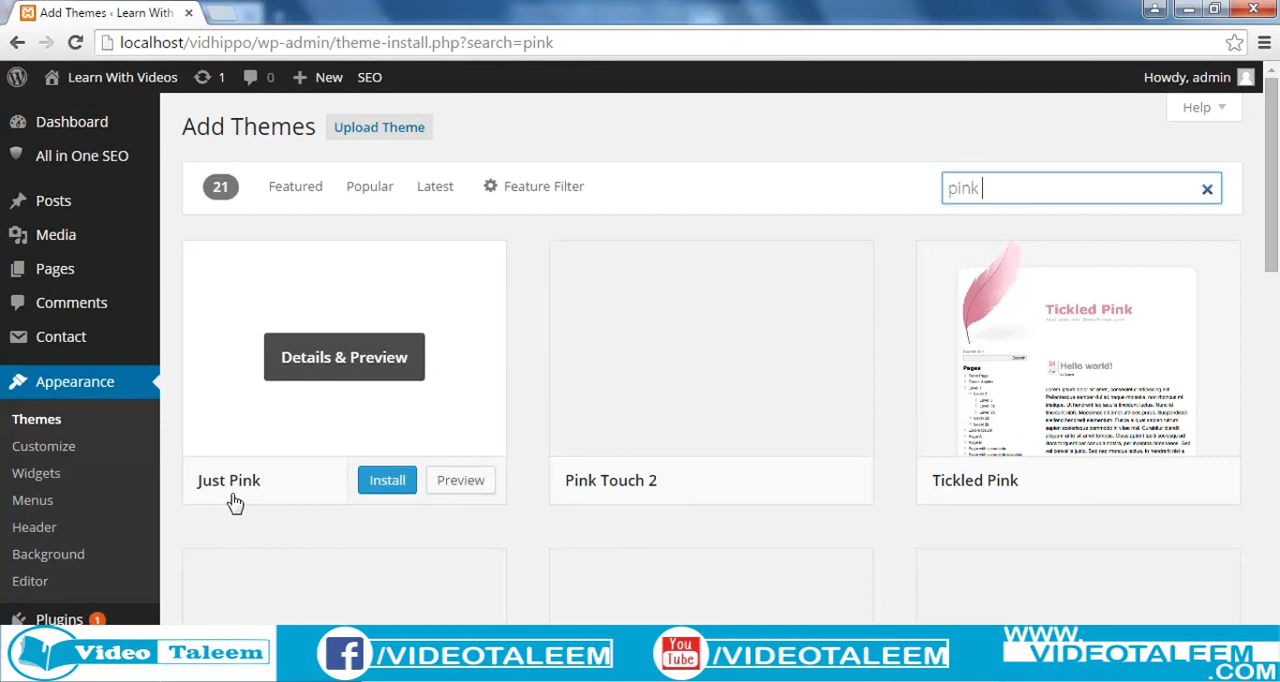 Add Themes ‹ Learn With
localhost/vidhippo/wp-admin/theme-install.php?search=pink
Learn With Videos 1 0 New SEO Howdy, admin
Help
Dashboard
All in One SEO
Posts
Media
Pages
Comments
Contact
Appearance
Themes
Customize
Widgets
Menus
Header
Background
Editor
Plugins 1
Add Themes Upload Theme
21 Featured Popular Latest Feature Filter pink
Details & Preview
Just Pink Install Preview
Pink Touch 2
Tickled Pink
Hello world!
Pages
Tickled Pink
Video Taleem
/VIDEOTALEEM
You Tube /VIDEOTALEEM
WWW.
VIDEOTALEEM
.COM